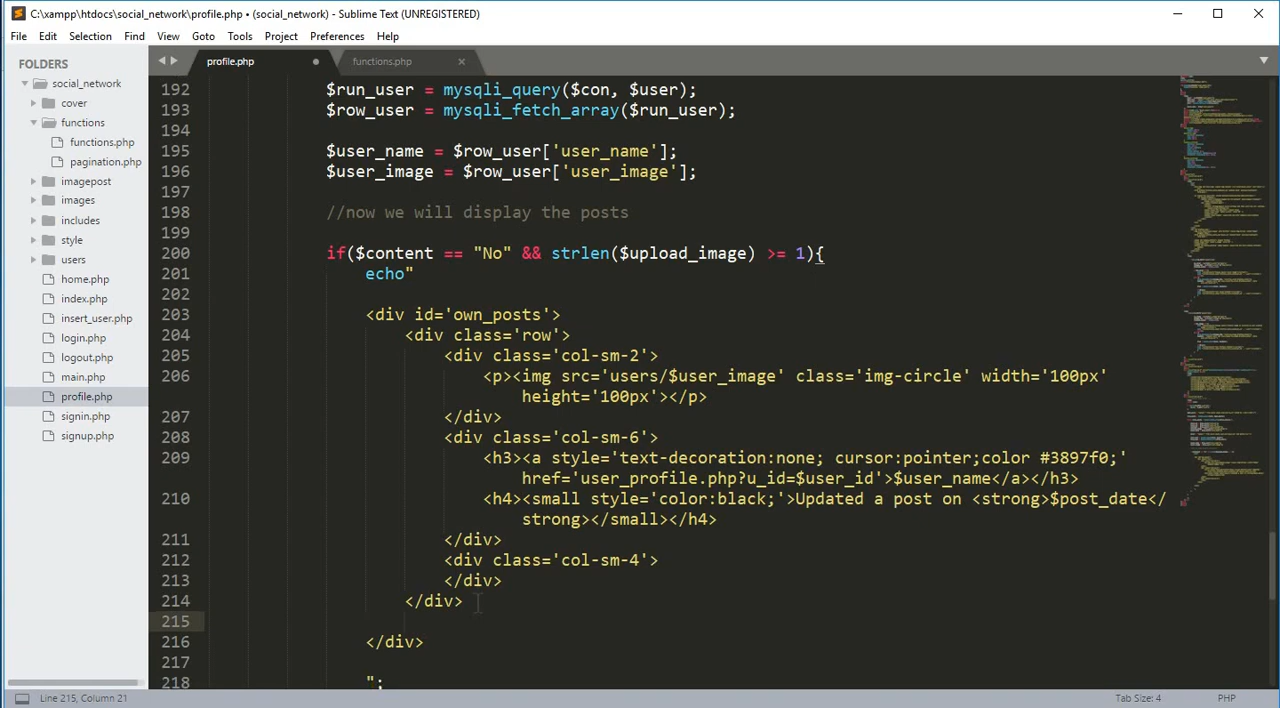 C:\xampp\htdocs\social_network\profile.php • (social_network) - Sublime Text (UNREGISTERED)
File Edit Selection Find View Goto Tools Project Preferences Help
FOLDERS
social_network
cover
functions
functions.php
pagination.php
imagepost
images
includes
style
users
home.php
index.php
insert_user.php
login.php
logout.php
main.php
profile.php
signin.php
signup.php
profile.php functions.php
192 $run_user = mysqli_query($con, $user);
193 $row_user = mysqli_fetch_array($run_user);
194
195 $user_name = $row_user['user_name'];
196 $user_image = $row_user['user_image'];
197
198 //now we will display the posts
199
200 if($content == "No" && strlen($upload_image) >= 1){
201 echo"
202
203 <div id='own_posts'>
204 <div class='row'>
205 <div class='col-sm-2'>
206 <p><img src='users/$user_image' class='img-circle' width='100px'
height='100px'></p>
207 </div>
208 <div class='col-sm-6'>
209 <h3><a style='text-decoration:none; cursor:pointer;color #3897f0;'
href='user_profile.php?u_id=$user_id'>$user_name</a></h3>
210 <h4><small style='color:black;'>Updated a post on <strong>$post_date</
strong></small></h4>
211 </div>
212 <div class='col-sm-4'>
213 </div>
214 </div>
215
216 </div>
217
218 ";
Line 215, Column 21 Tab Size: 4 PHP